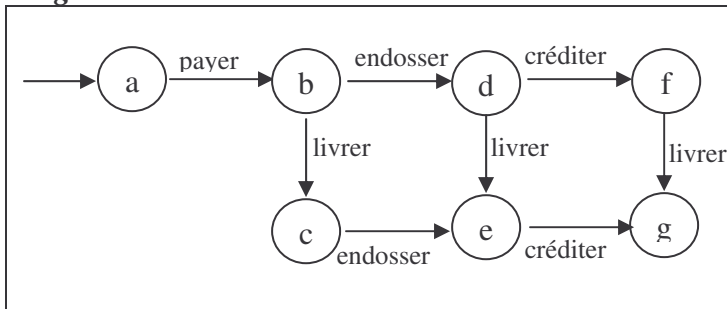 payer
endosser
créditer
a
b
d
f
livrer
livrer
livrer
c
e
g
endosser
créditer